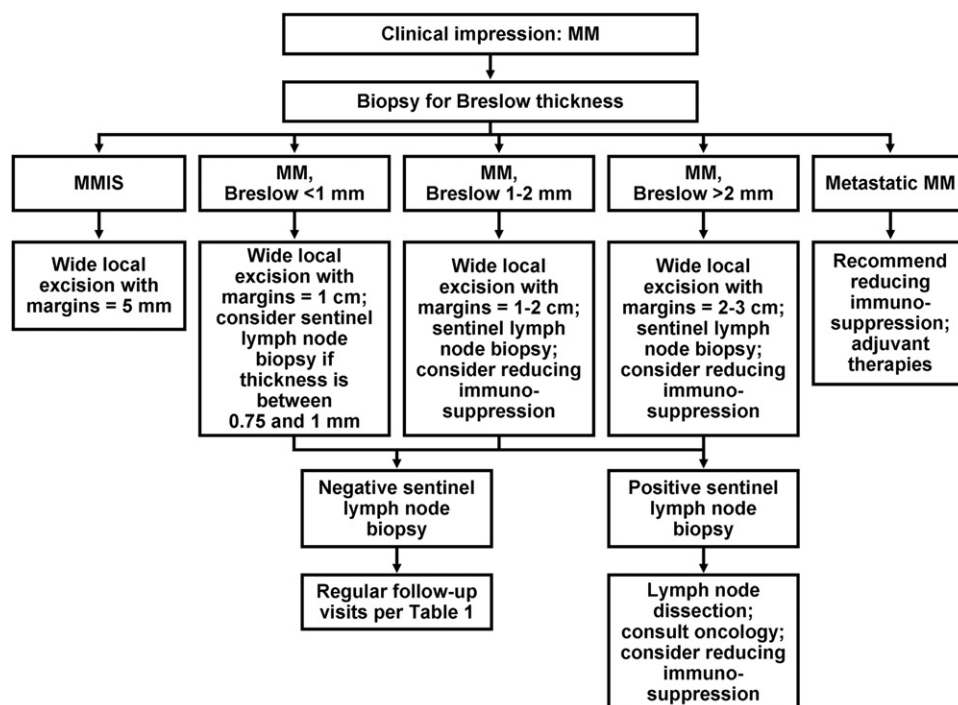 Clinical impression: MM
Biopsy for Breslow thickness
MMIS
MM,
Breslow <1 mm
MM,
Breslow 1-2 mm
MM,
Breslow >2 mm
Metastatic MM
Wide local
excision with
margins = 5 mm
Wide local
excision with
margins = 1 cm;
consider sentinel
lymph node
biopsy if
thickness is
between
0.75 and 1 mm
Wide local
excision with
margins = 1-2 cm;
sentinel lymph
node biopsy;
consider reducing
immuno-
suppression
Wide local
excision with
margins = 2-3 cm;
sentinel lymph
node biopsy;
consider reducing
immuno-
suppression
Recommend
reducing
immuno-
suppression;
adjuvant
therapies
Negative sentinel
lymph node
biopsy
Positive sentinel
lymph node
biopsy
Regular follow-up
visits per Table 1
Lymph node
dissection;
consult oncology;
consider reducing
immuno-
suppression